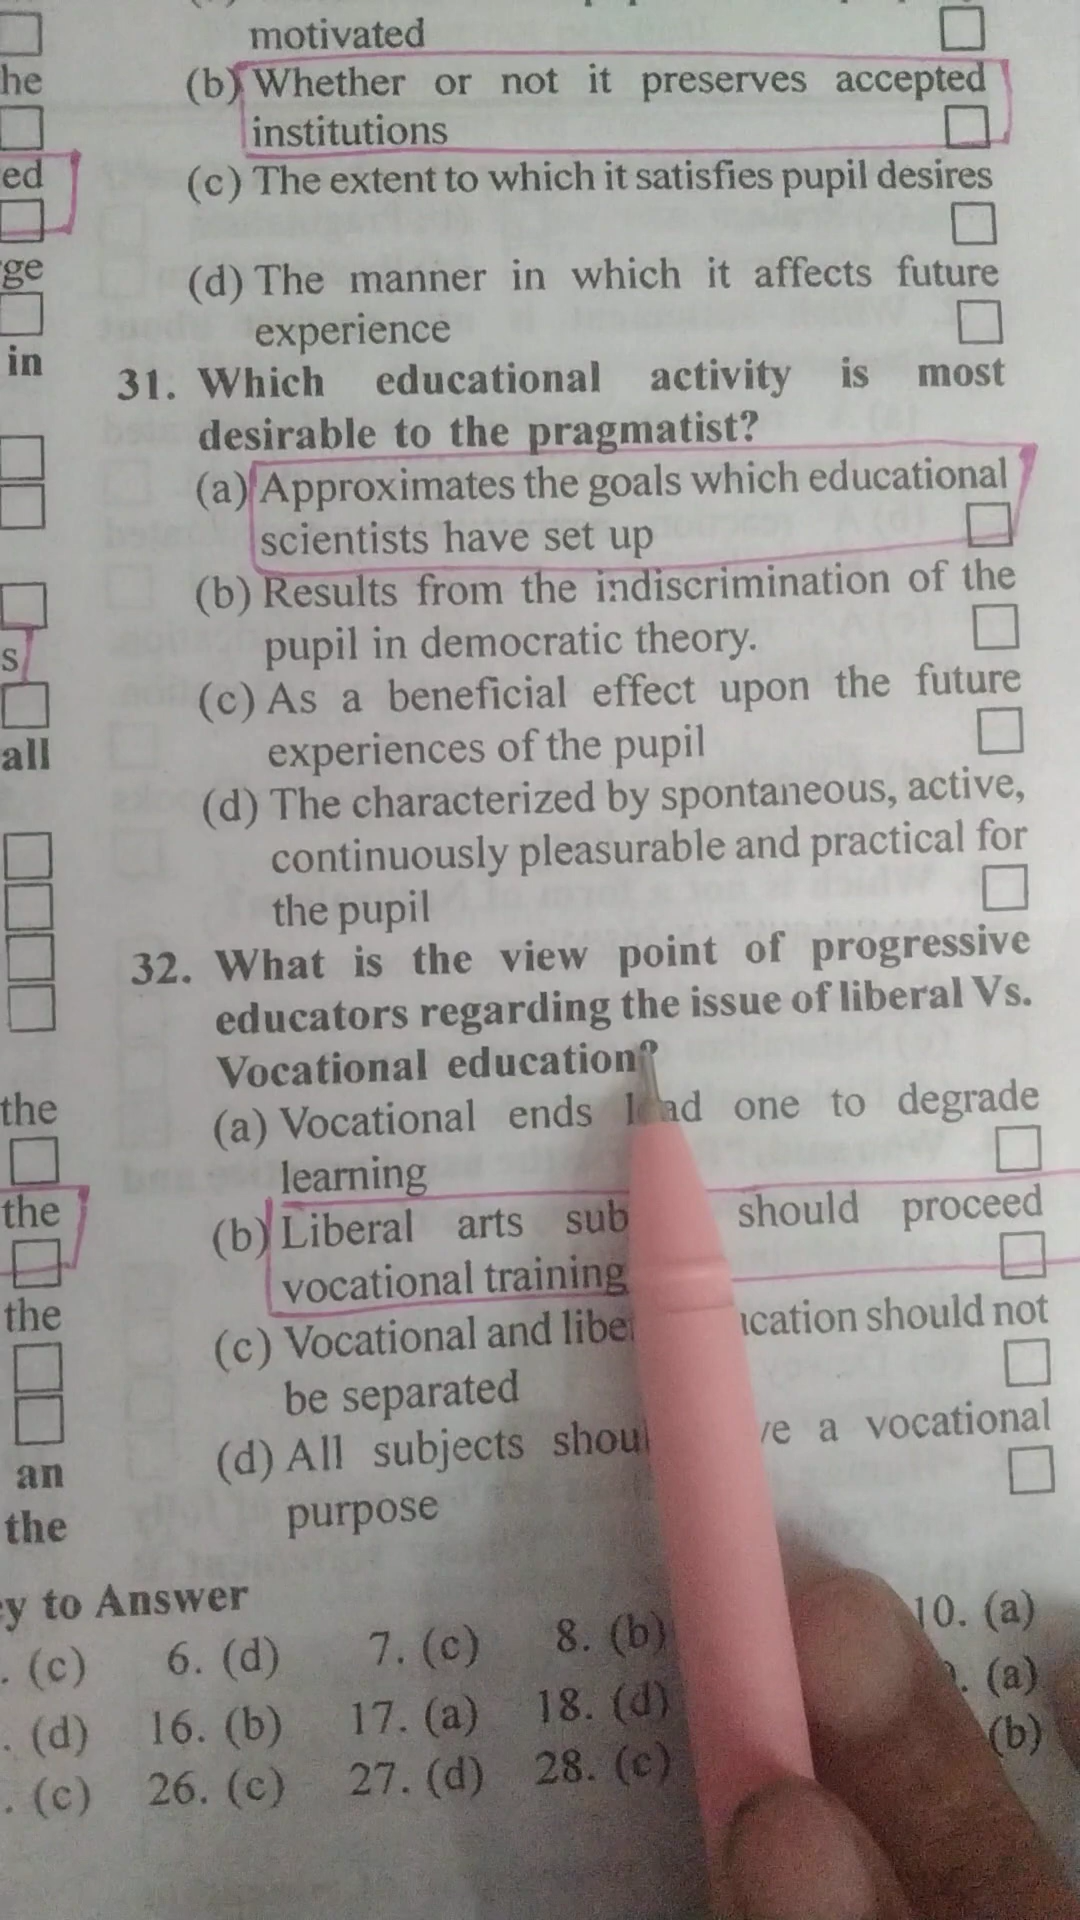 motivated
(b) Whether or not it preserves accepted
institutions
(c) The extent to which it satisfies pupil desires
(d) The manner in which it affects future
experience
31. Which educational activity is most
desirable to the pragmatist?
(a) Approximates the goals which educational
scientists have set up
(b) Results from the indiscrimination of the
pupil in democratic theory.
(c) As a beneficial effect upon the future
experiences of the pupil
(d) The characterized by spontaneous, active,
continuously pleasurable and practical for
the pupil
32. What is the view point of progressive
educators regarding the issue of liberal Vs.
Vocational education?
(a) Vocational ends lead one to degrade
learning
(b) Liberal arts sub should proceed
vocational training
(c) Vocational and libe ucation should not
be separated
(d) All subjects shoul ve a vocational
purpose
he
ed
ge
in
s
all
the
the
the
an
the
ey to Answer
. (c) 6. (d) 7. (c) 8. (b) 10. (a)
. (d) 16. (b) 17. (a) 18. (d) . (a)
. (c) 26. (c) 27. (d) 28. (c) (b)